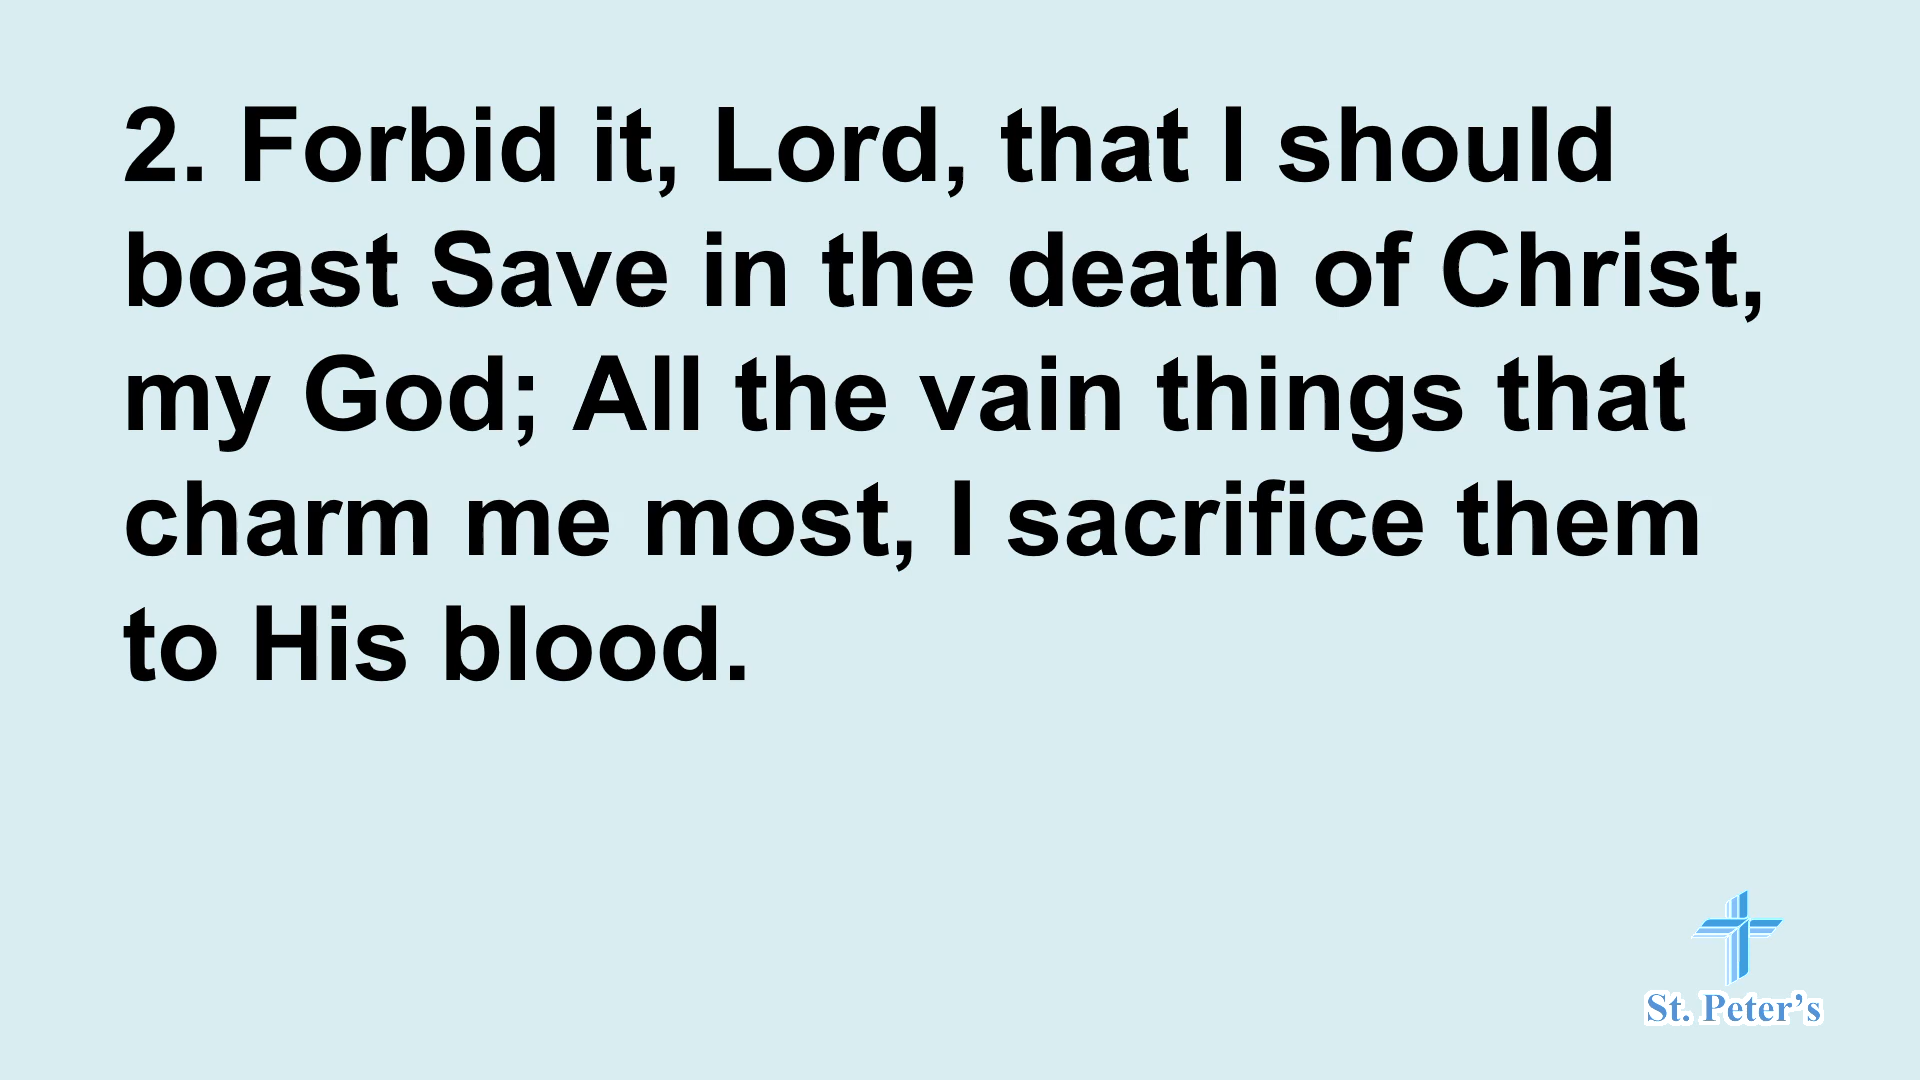 2. Forbid it, Lord, that I should
boast Save in the death of Christ,
my God; All the vain things that
charm me most, I sacrifice them
to His blood.
St. Peter’s